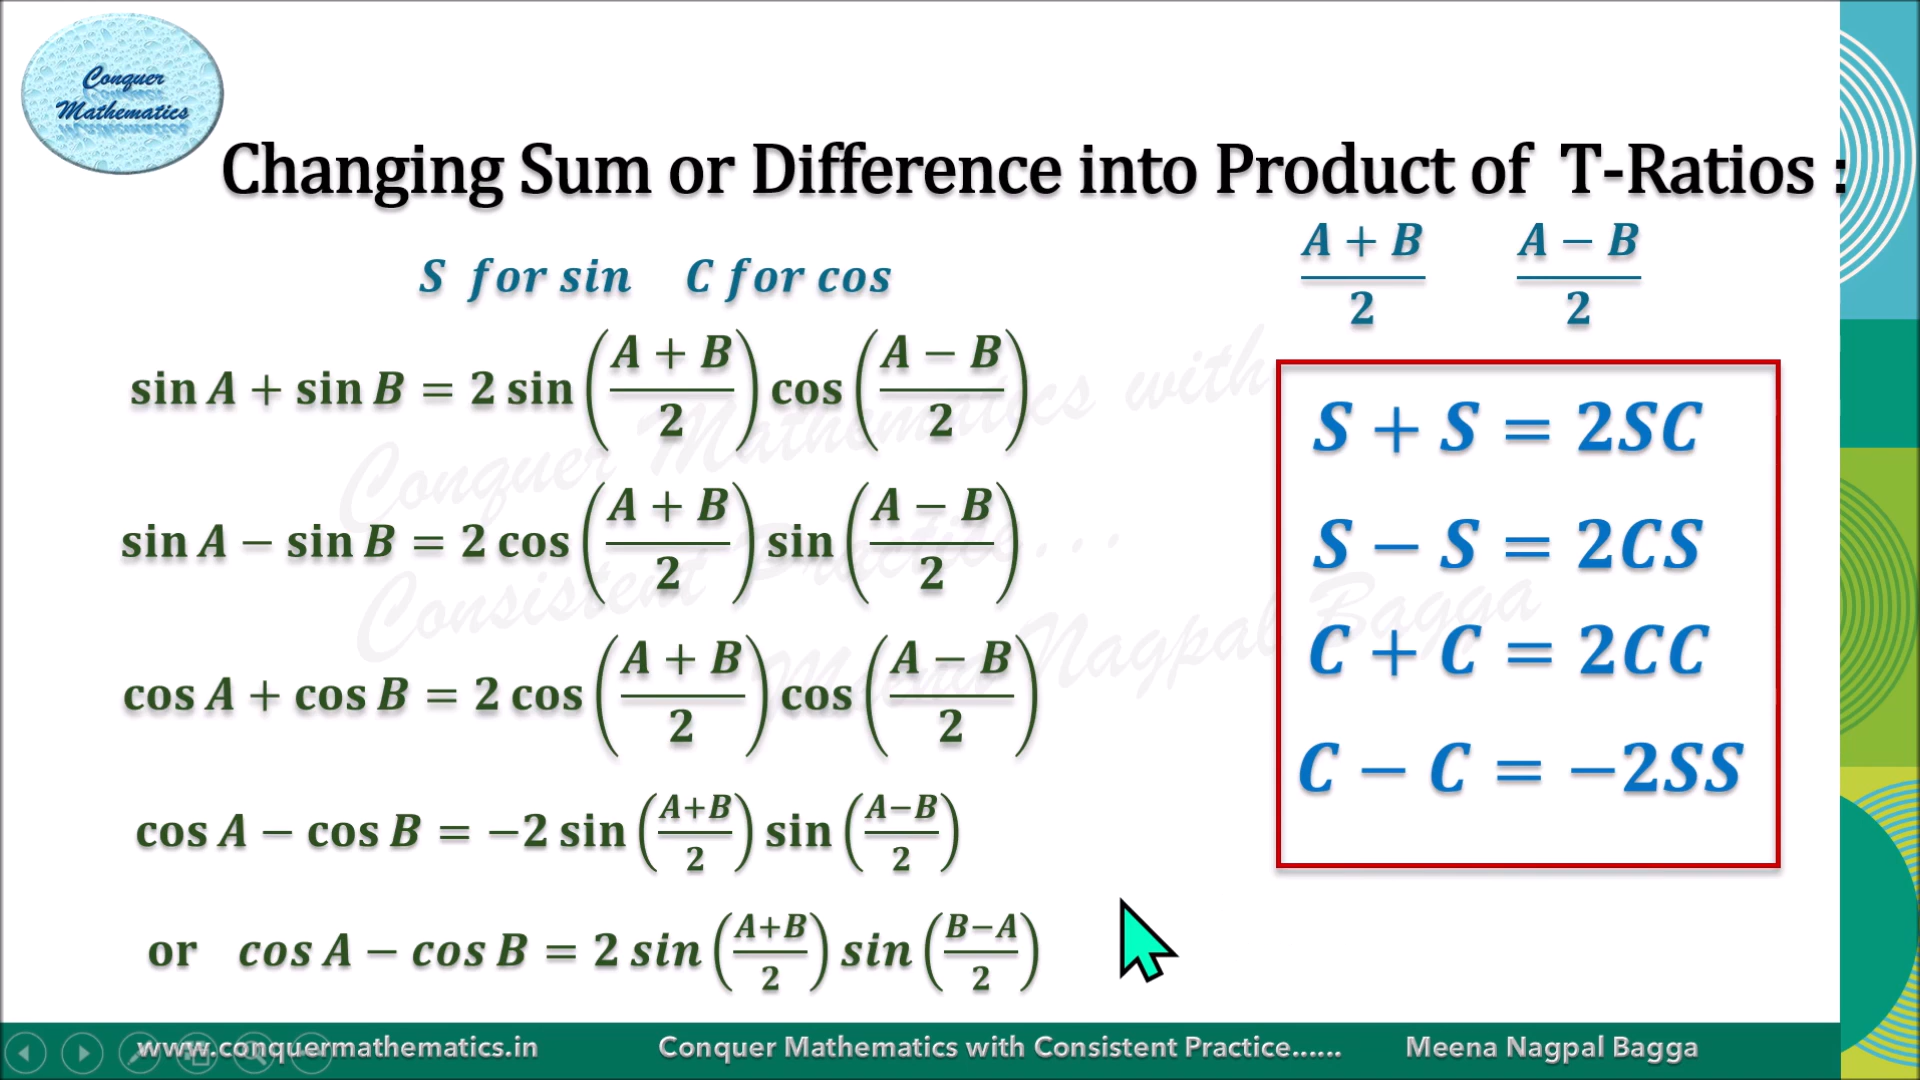 Conquer
Mathematics
Changing Sum or Difference into Product of T-Ratios :
S for sin C for cos
(A + B)/2 (A − B)/2
sin A + sin B = 2 sin ((A + B)/2) cos ((A − B)/2)
sin A − sin B = 2 cos ((A + B)/2) sin ((A − B)/2)
cos A + cos B = 2 cos ((A + B)/2) cos ((A − B)/2)
cos A − cos B = −2 sin ((A+B)/2) sin ((A−B)/2)
or cos A − cos B = 2 sin ((A+B)/2) sin ((B−A)/2)
S + S = 2SC
S − S = 2CS
C + C = 2CC
C − C = −2SS
Conquer Mathematics with
Consistent Practice...
Meena Nagpal Bagga
www.conquermathematics.in Conquer Mathematics with Consistent Practice...... Meena Nagpal Bagga